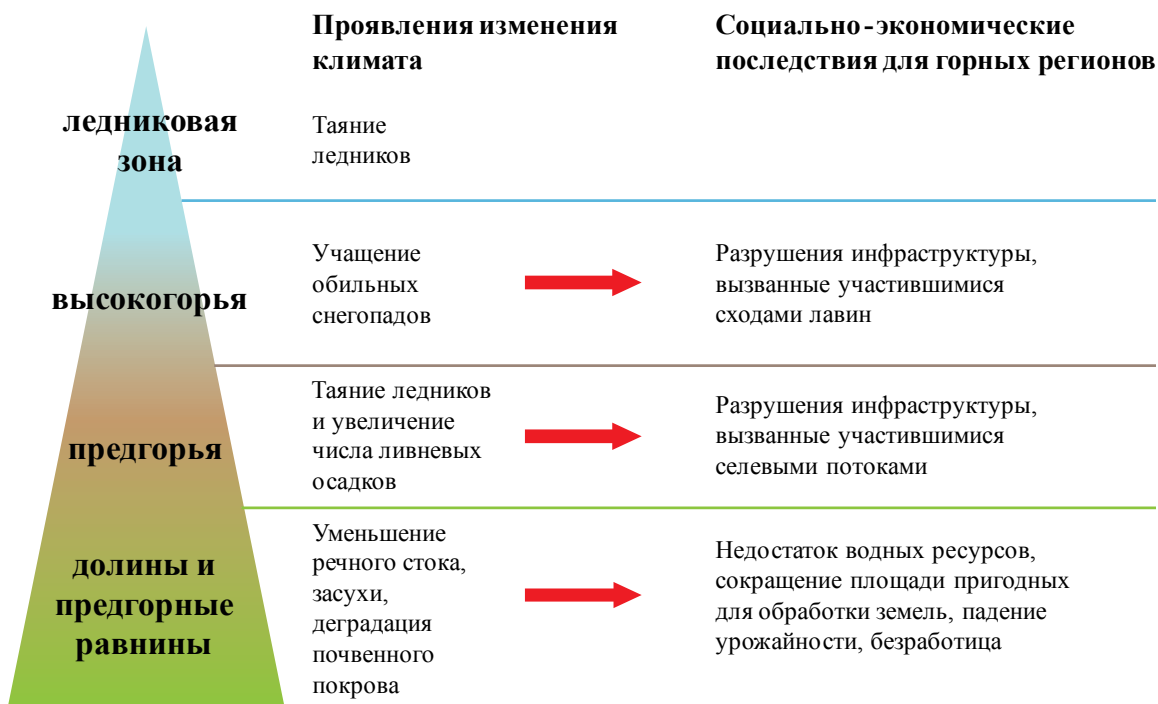 Проявления изменения
климата
Социально-экономические
последствия для горных регионов
ледниковая
зона
Таяние
ледников
высокогорья
Учащение
обильных
снегопадов
Разрушения инфраструктуры,
вызванные участившимися
сходами лавин
предгорья
Таяние ледников
и увеличение
числа ливневых
осадков
Разрушения инфраструктуры,
вызванные участившимися
селевыми потоками
долины и
предгорные
равнины
Уменьшение
речного стока,
засухи,
деградация
почвенного
покрова
Недостаток водных ресурсов,
сокращение площади пригодных
для обработки земель, падение
урожайности, безработица